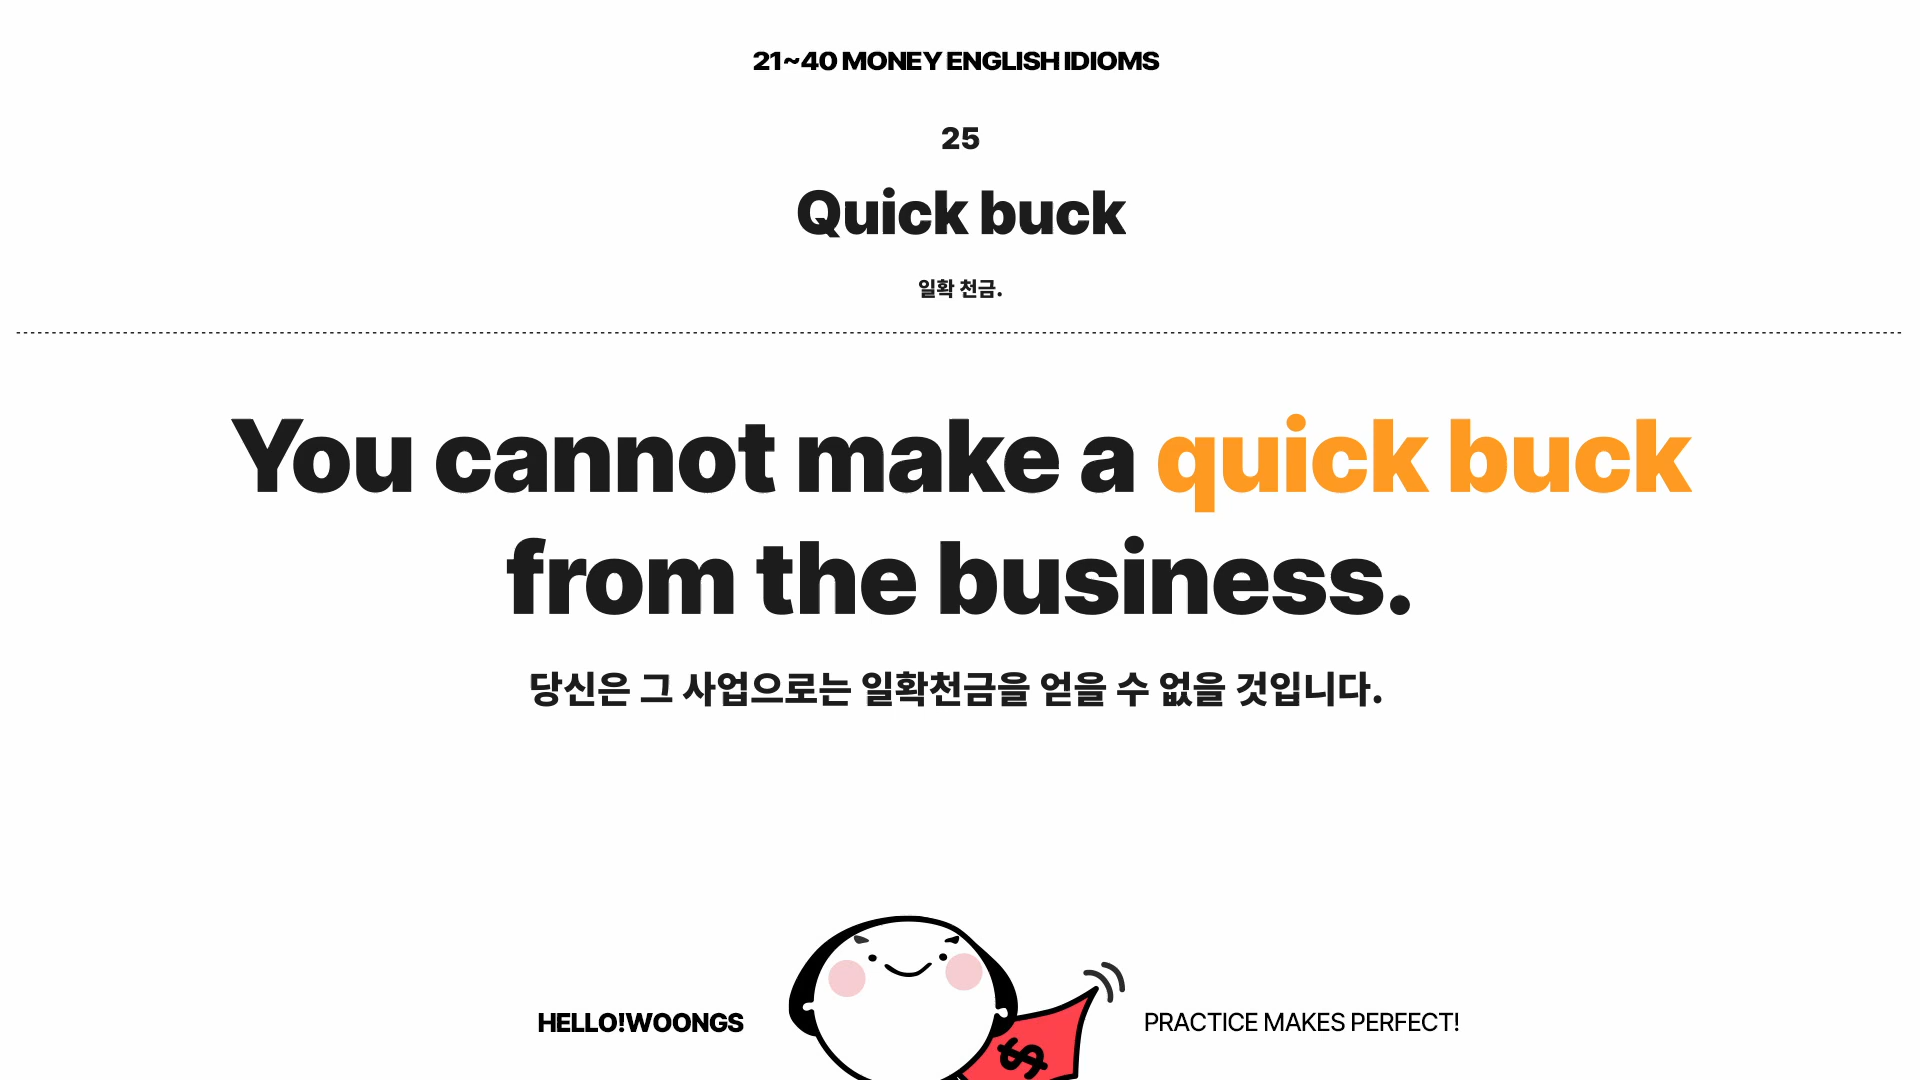 21~40 MONEY ENGLISH IDIOMS
25
Quick buck
일확 천금.
You cannot make a quick buck
from the business.
당신은 그 사업으로는 일확천금을 얻을 수 없을 것입니다.
HELLO!WOONGS
$
PRACTICE MAKES PERFECT!